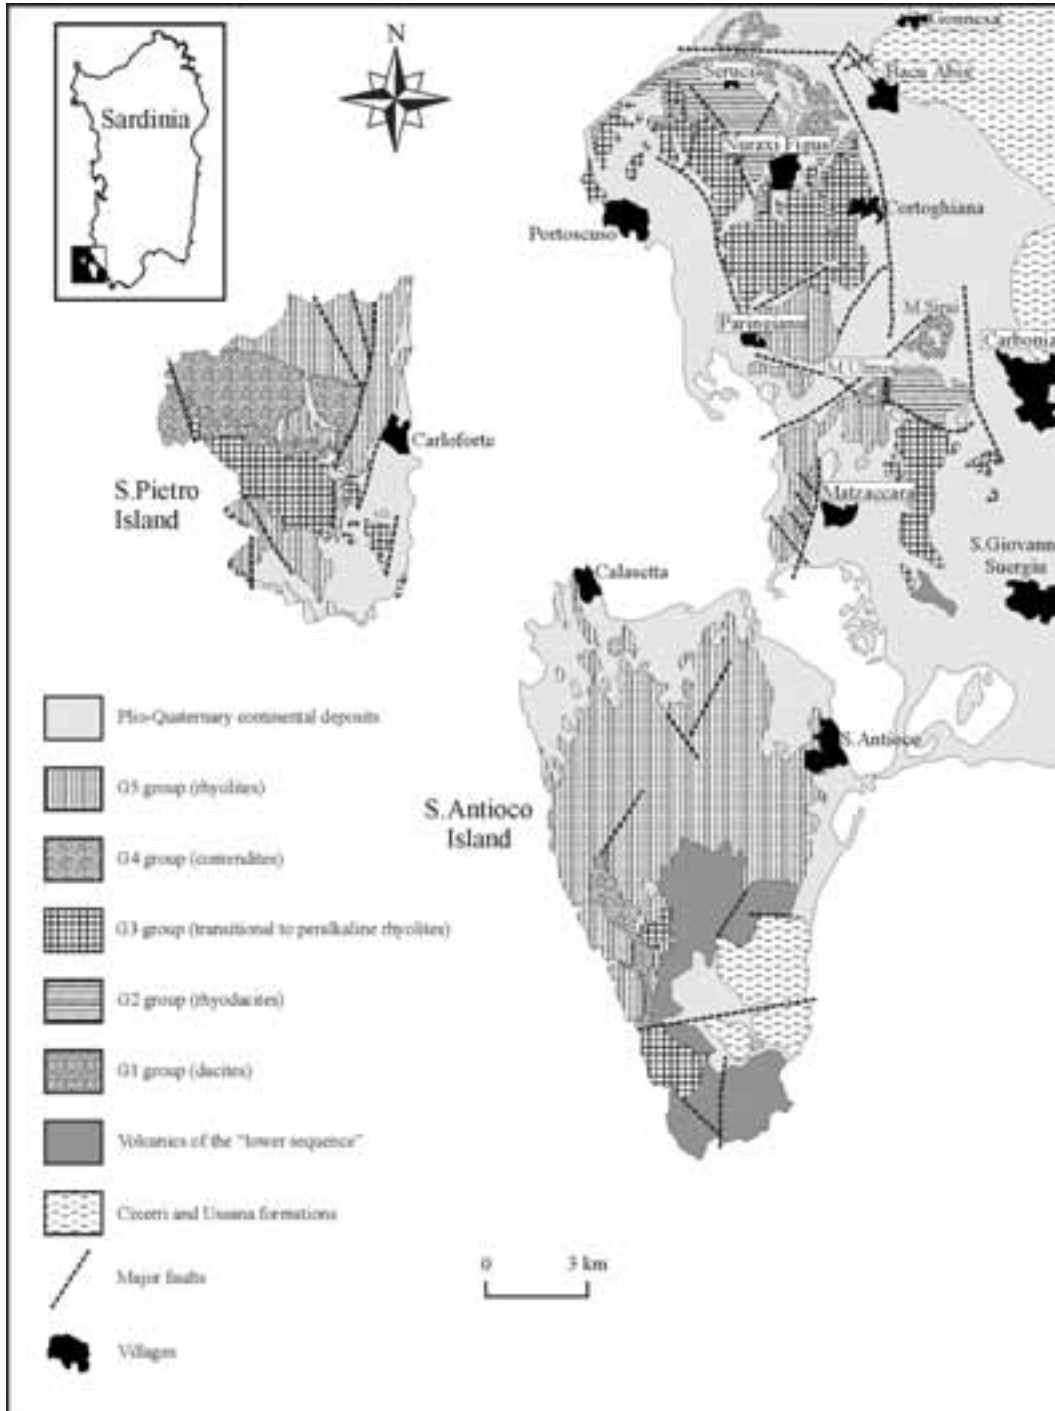 N
Sardinia
Gonnesa
Bacu Abis
Seruci
Nuraxi Figus
Cortoghiana
Portoscuso
Paringianu
M.Sirai
Carbonia
M.Ulmus
Carloforte
S.Pietro
Island
Matzaccara
S.Giovanni
Suergiu
Calasetta
S.Antioco
S.Antioco
Island
Plio-Quaternary continental deposits
G5 group (rhyolites)
G4 group (comendites)
G3 group (transitional to peralkaline rhyolites)
G2 group (rhyodacites)
G1 group (dacites)
Volcanics of the "lower sequence"
Cixerri and Ussana formations
Major faults
Villages
0
3 km